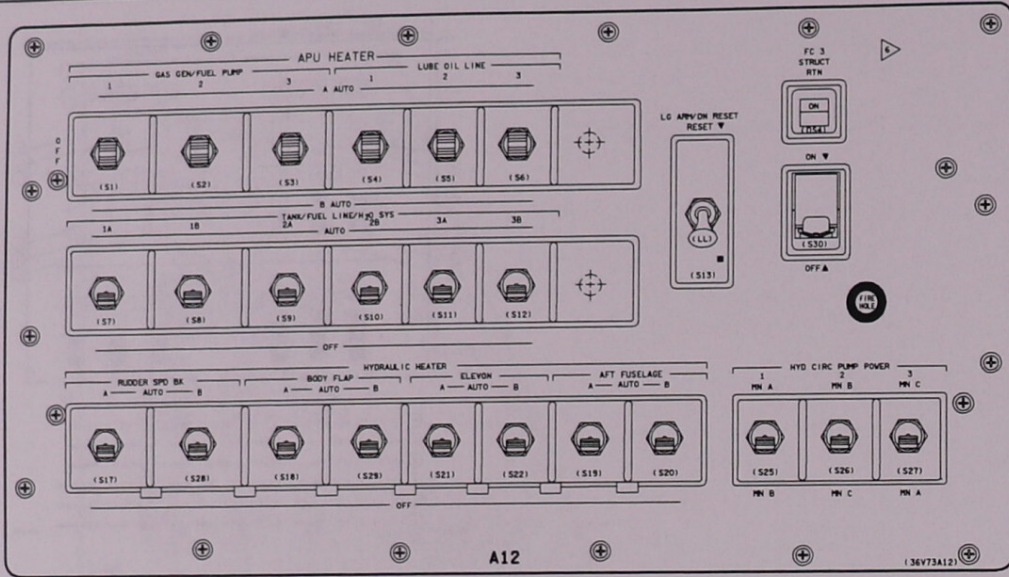 APU HEATER
GAS GEN/FUEL PUMP LUBE OIL LINE
1 2 3 1 2 3
A AUTO
OFF
(S1) (S2) (S3) (S4) (S5) (S6)
B AUTO
TANK/FUEL LINE/H2O SYS
1A 1B 2A 2B 3A 3B
AUTO
(S7) (S8) (S9) (S10) (S11) (S12)
OFF
LG ARM/DN RESET
RESET ▼
(LL)
(S13)
FC 3
STRUCT
RTN
ON
(DS4)
ON ▼
(S30)
OFF ▲
6
FIRE
HOLE
HYDRAULIC HEATER
RUDDER SPD BK BODY FLAP ELEVON AFT FUSELAGE
A AUTO B A AUTO B A AUTO B A AUTO B
(S17) (S28) (S18) (S29) (S21) (S22) (S19) (S20)
OFF
HYD CIRC PUMP POWER
1 2 3
MN A MN B MN C
(S25) (S26) (S27)
MN B MN C MN A
A12
(36V73A12)